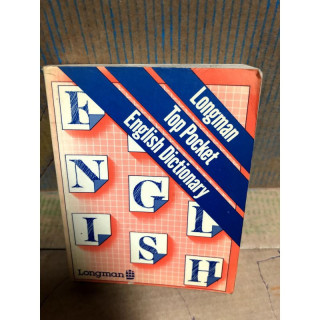 Longman
Top Pocket
English Dictionary
E
N G L
I S H
Longman